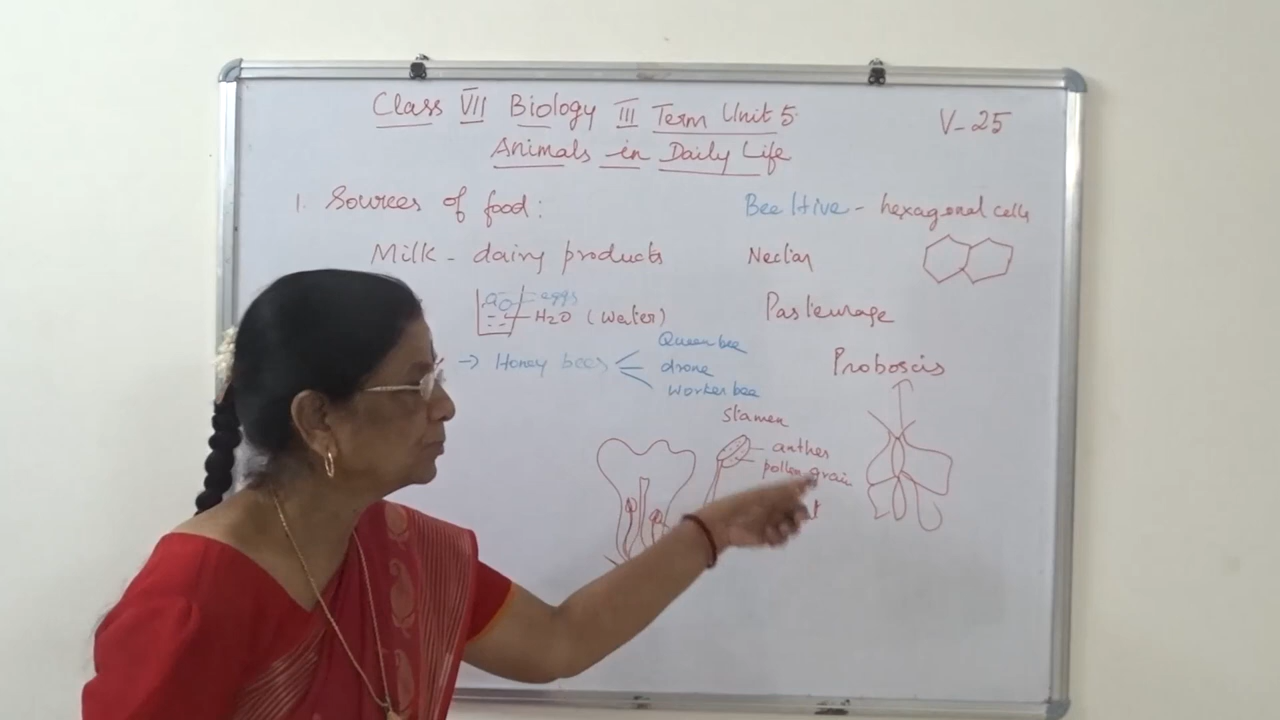 Class VII Biology III Term Unit 5
V-25
Animals in Daily Life
1. Sources of food:
Bee Hive - hexagonal cells
Milk - dairy products
Nectar
eggs
H2O (Water)
Pasteurage
→ Honey bees
Queen bee
drone
worker bee
Proboscis
Stamen
anther
pollen grain